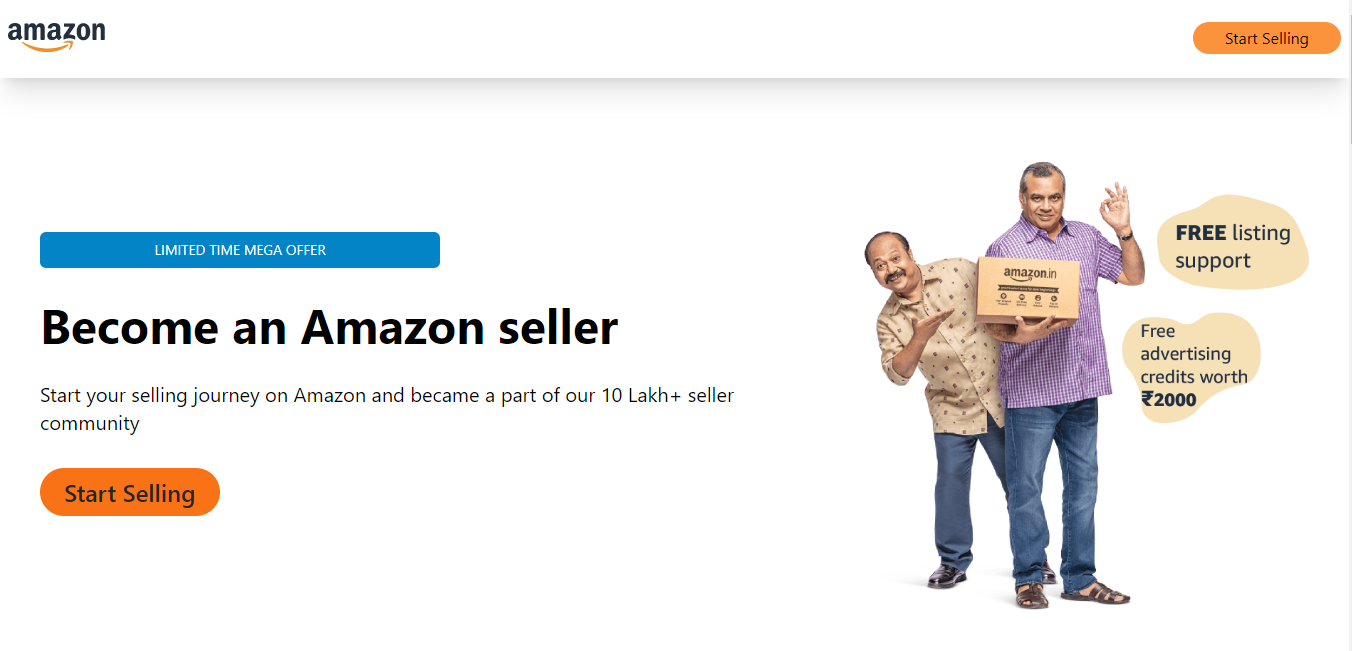 amazon
Start Selling
LIMITED TIME MEGA OFFER
Become an Amazon seller
Start your selling journey on Amazon and became a part of our 10 Lakh+ seller
community
Start Selling
amazon.in
FREE listing
support
Free
advertising
credits worth
₹2000